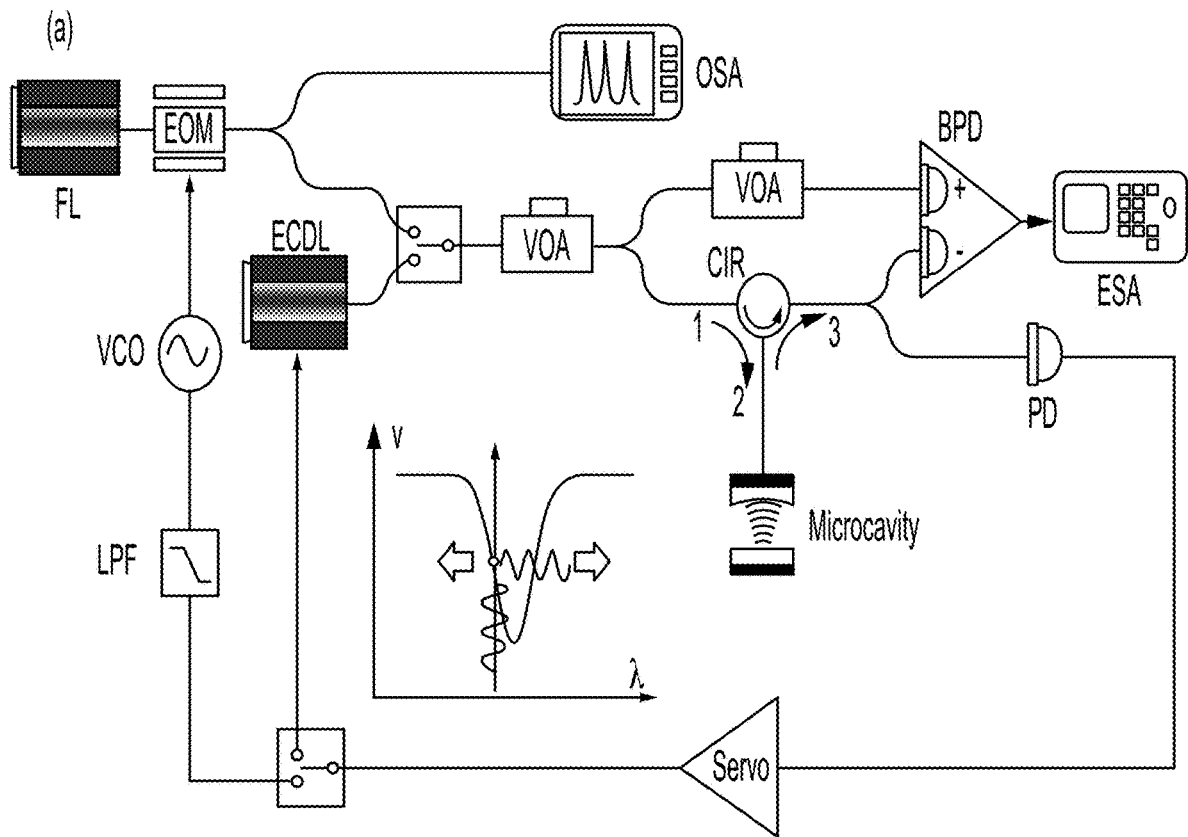 (a)
OSA
EOM
FL
BPD
VOA
+
-
ECDL
VOA
CIR
ESA
1
3
2
VCO
PD
V
Microcavity
LPF
λ
Servo